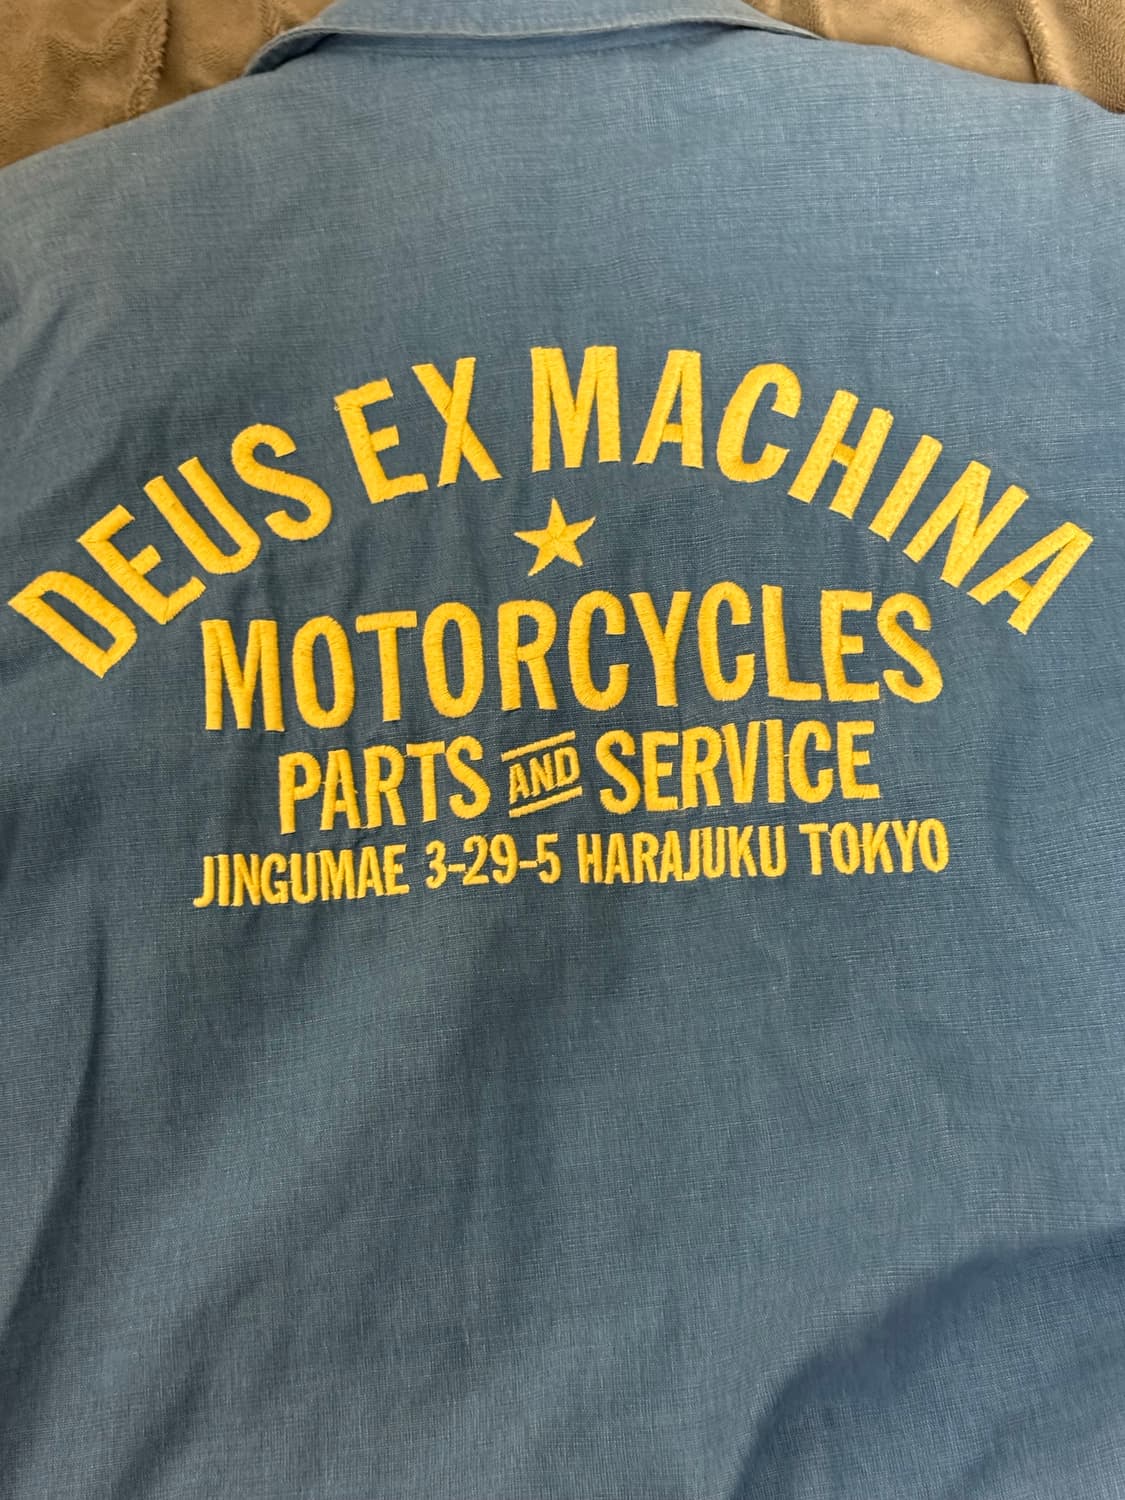 DEUS EX MACHINA
MOTORCYCLES
PARTS AND SERVICE
JINGUMAE 3-29-5 HARAJUKU TOKYO